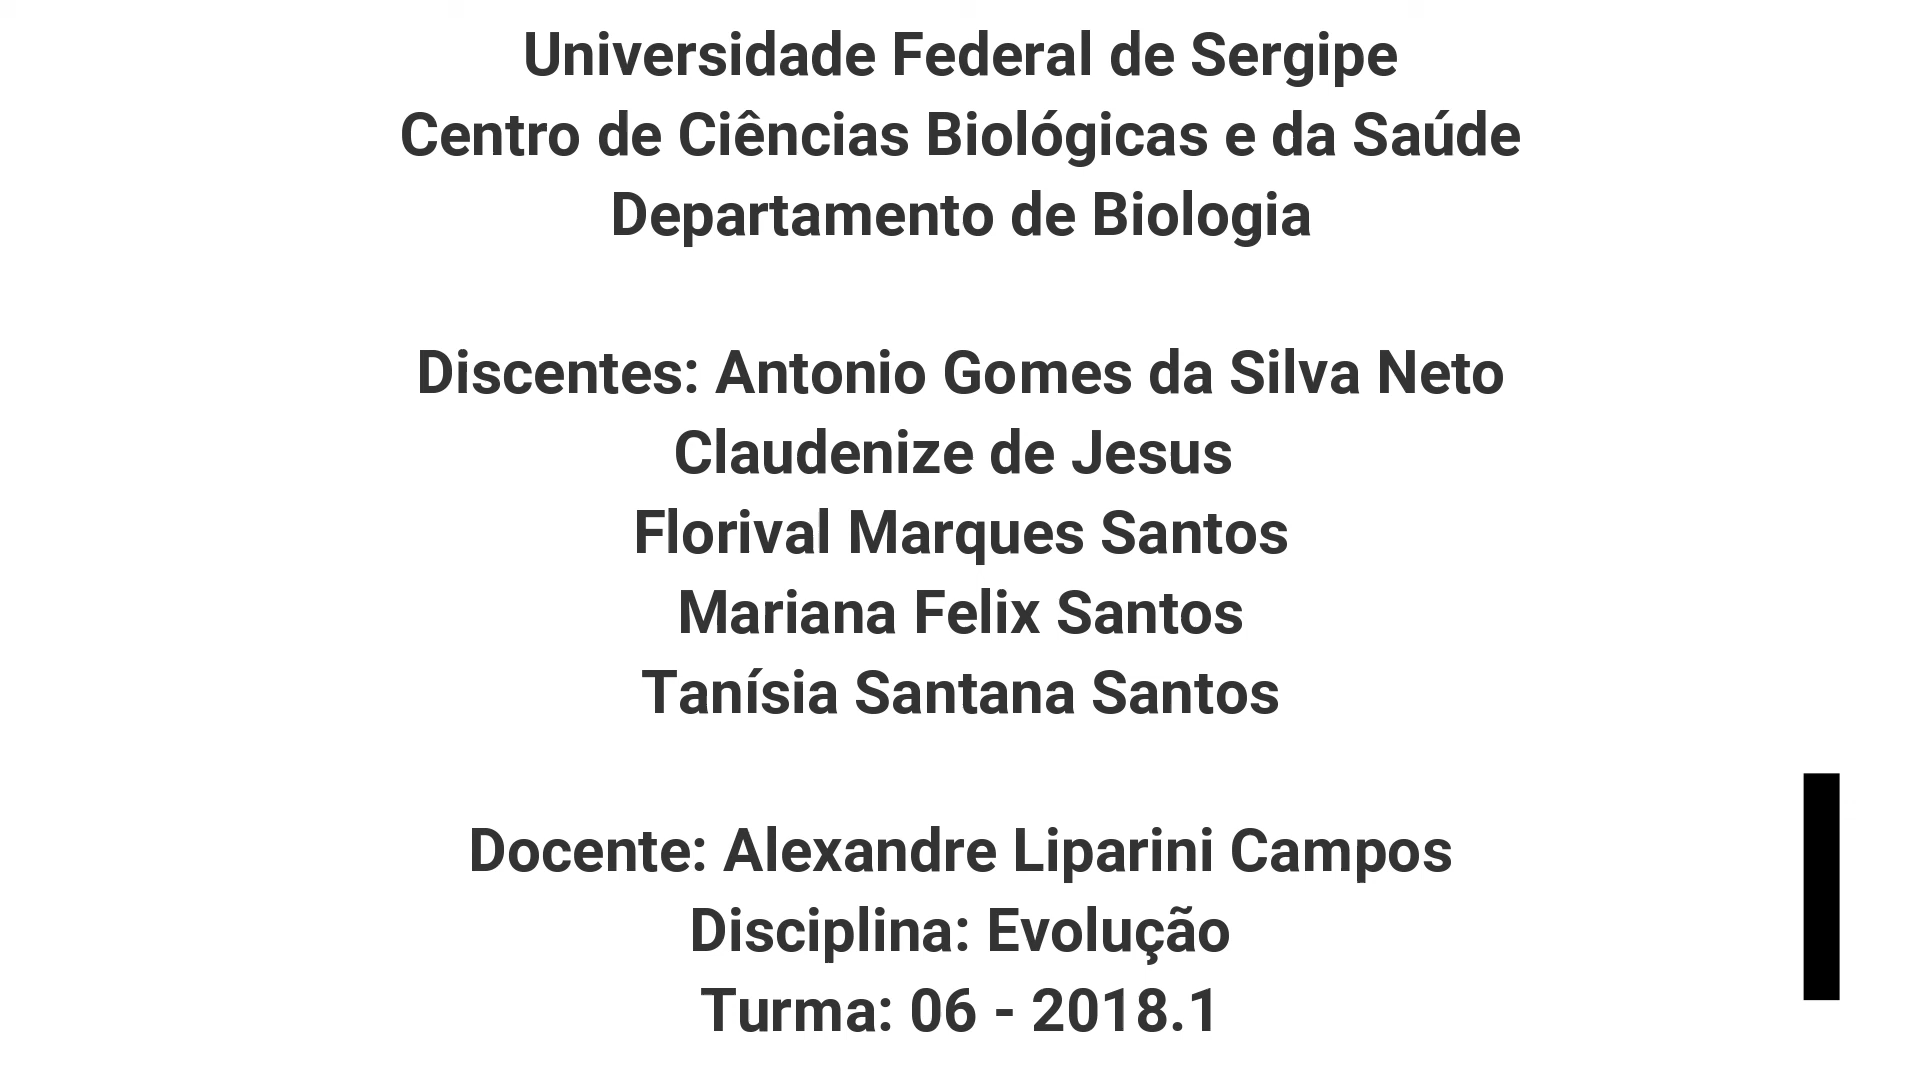 Universidade Federal de Sergipe
Centro de Ciências Biológicas e da Saúde
Departamento de Biologia
Discentes: Antonio Gomes da Silva Neto
Claudenize de Jesus
Florival Marques Santos
Mariana Felix Santos
Tanísia Santana Santos
Docente: Alexandre Liparini Campos
Disciplina: Evolução
Turma: 06 - 2018.1